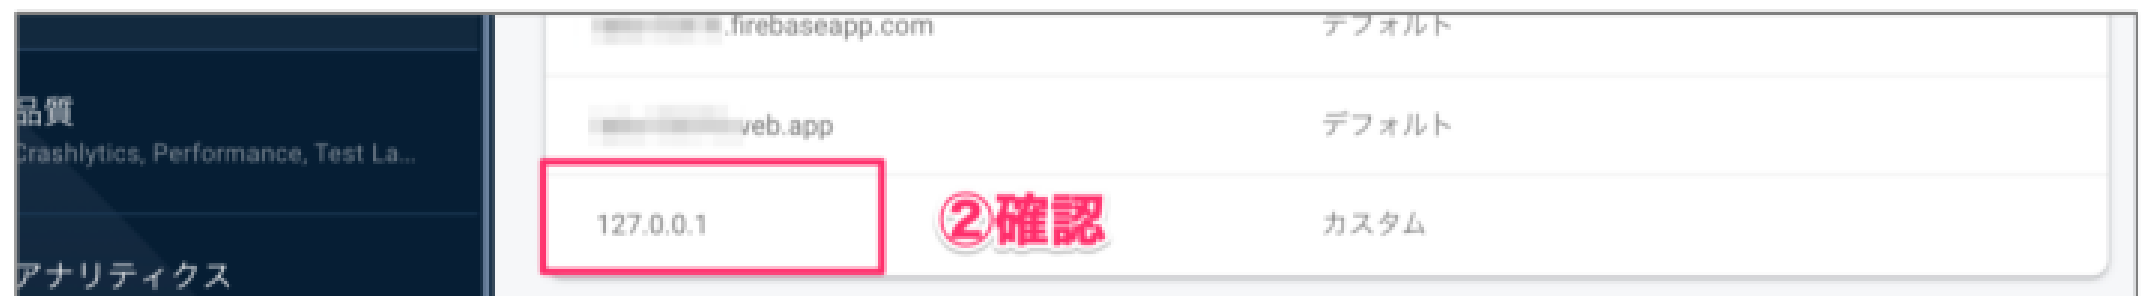 .firebaseapp.com デフォルト
品質
Crashlytics, Performance, Test La...
web.app デフォルト
127.0.0.1 ②確認 カスタム
アナリティクス